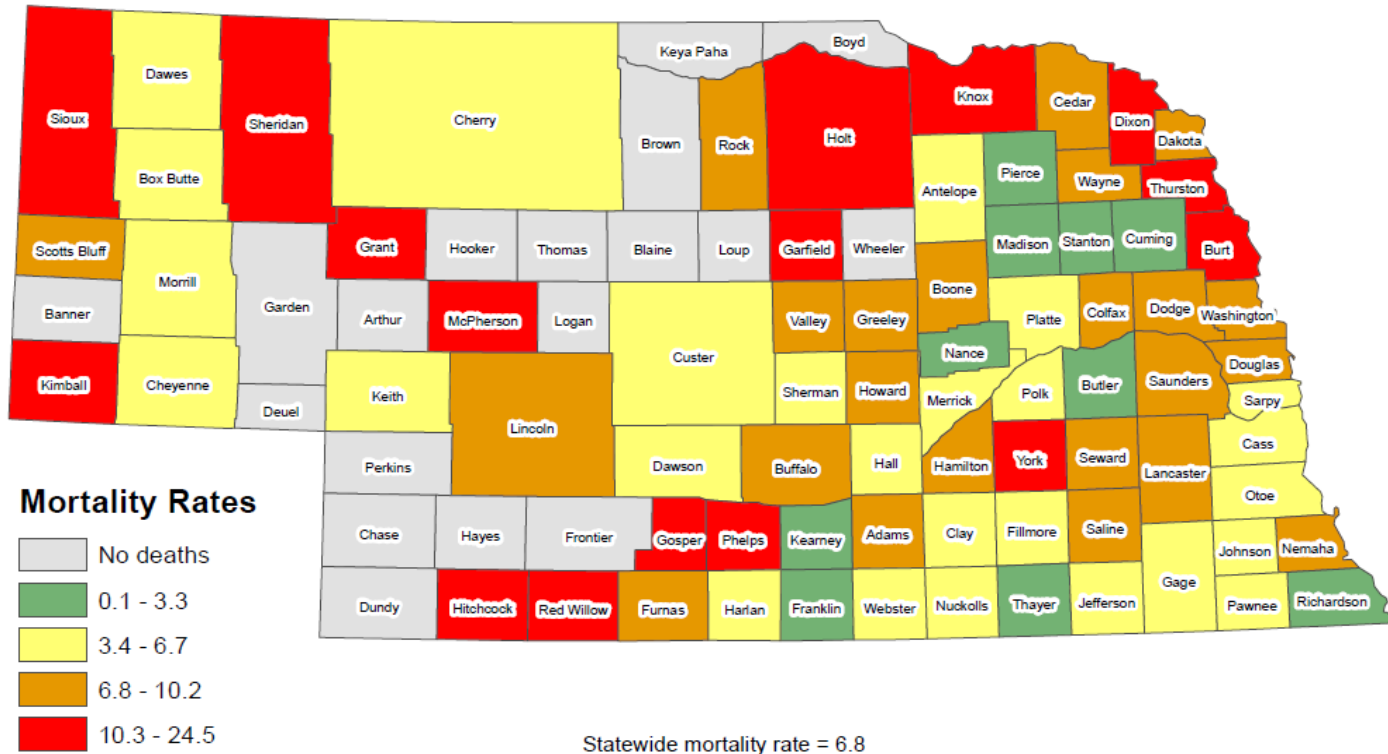 Keya Paha Boyd
Dawes Knox Cedar
Sioux Sheridan Cherry Holt Dixon
Brown Rock Dakota
Box Butte Pierce Wayne Thurston
Antelope
Scotts Bluff Grant Hooker Thomas Blaine Loup Garfield Wheeler Madison Stanton Cuming Burt
Morrill Boone
Banner Garden Arthur McPherson Logan Valley Greeley Platte Colfax Dodge Washington
Custer Nance Douglas
Kimball Cheyenne Keith Sherman Howard Merrick Polk Butler Saunders Sarpy
Deuel Lincoln
Perkins Dawson Buffalo Hall Hamilton York Seward Lancaster Cass
Otoe
Mortality Rates
Chase Hayes Frontier Gosper Phelps Kearney Adams Clay Fillmore Saline Johnson Nemaha
No deaths
Dundy Hitchcock Red Willow Furnas Harlan Franklin Webster Nuckolls Thayer Jefferson Gage Pawnee Richardson
0.1 - 3.3
3.4 - 6.7
6.8 - 10.2
10.3 - 24.5
Statewide mortality rate = 6.8